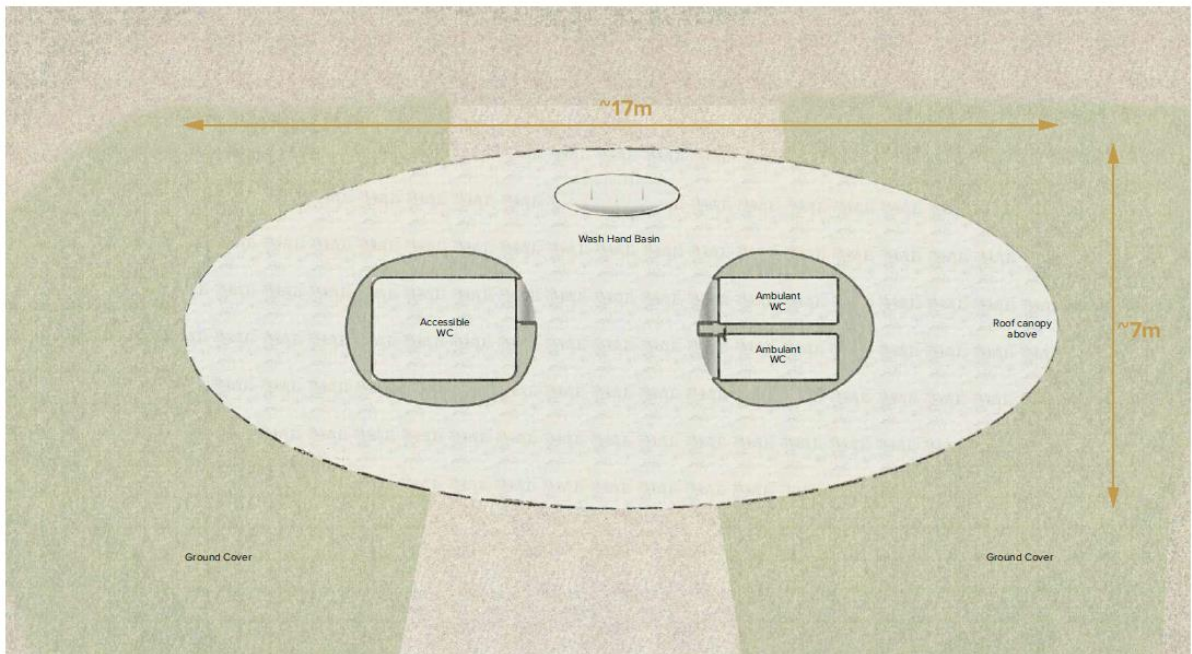 ~17m
Wash Hand Basin
Accessible
WC
Ambulant
WC
Ambulant
WC
Roof canopy
above
~7m
Ground Cover
Ground Cover